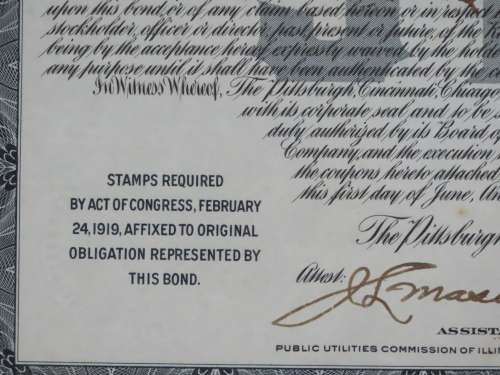 upon this bond, or of any claim based hereon or in respect
stockholder, officer or director past, present or future, of the
being by the acceptance hereof expressly waived by the
any purpose until it shall have been authenticated by the
In Witness Whereof, The Pittsburgh, Cincinnati, Chicago
with its corporate seal and to be
duly authorized by its Board of
Company, and the execution
the coupons hereto attached
this first day of June,
The Pittsburgh
STAMPS REQUIRED
BY ACT OF CONGRESS, FEBRUARY
24, 1919, AFFIXED TO ORIGINAL
OBLIGATION REPRESENTED BY
THIS BOND.
Attest:
ASSISTA
PUBLIC UTILITIES COMMISSION OF ILLI